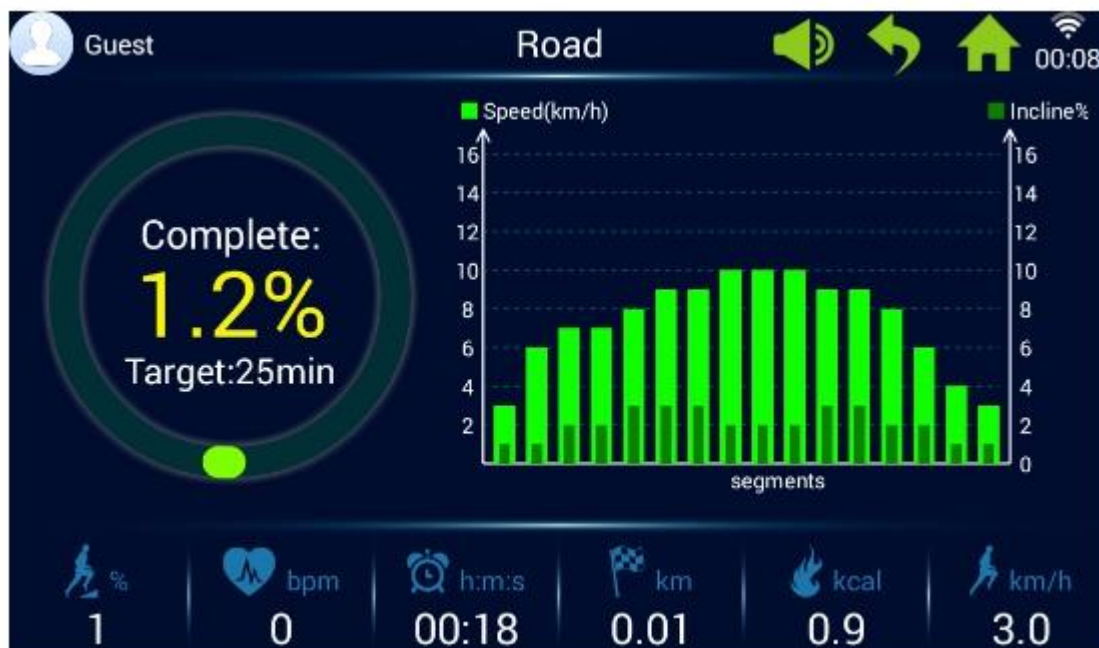 Guest
Road
00:08
Speed(km/h)
Incline%
16
14
12
10
8
6
4
2
16
14
12
10
8
6
4
2
0
segments
Complete:
1.2%
Target:25min
%
bpm
h:m:s
km
kcal
km/h
1
0
00:18
0.01
0.9
3.0